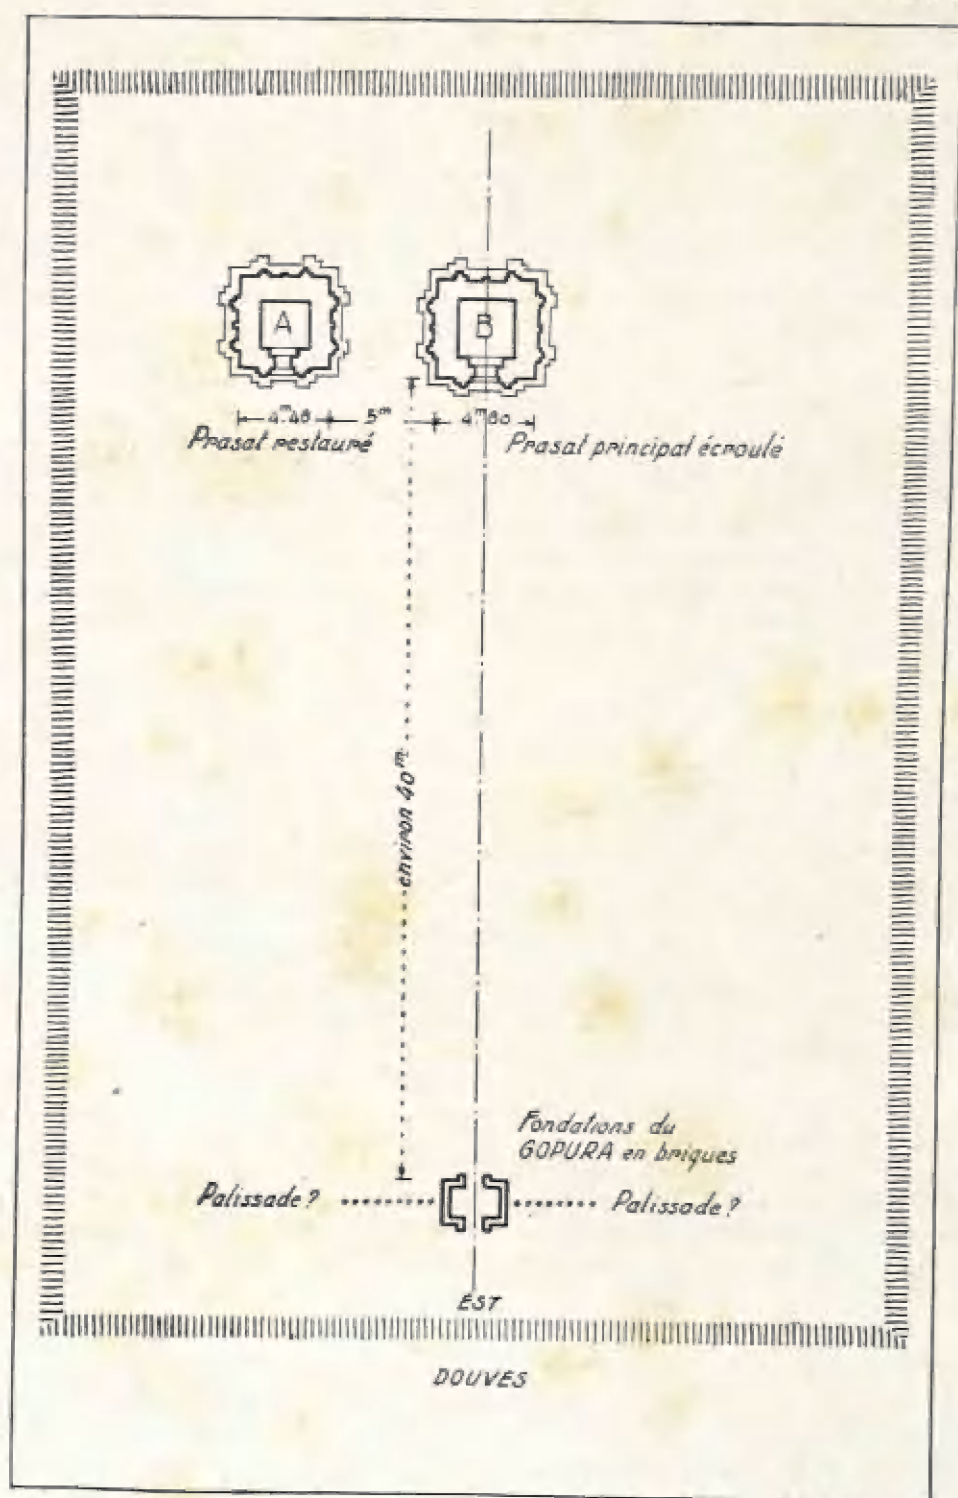 A
B
4m48
5m
4m80
Prasat restauré
Prasat principal écroulé
environ 40m
Fondations du
GOPURA en briques
Palissade ?
Palissade ?
EST
DOUVES